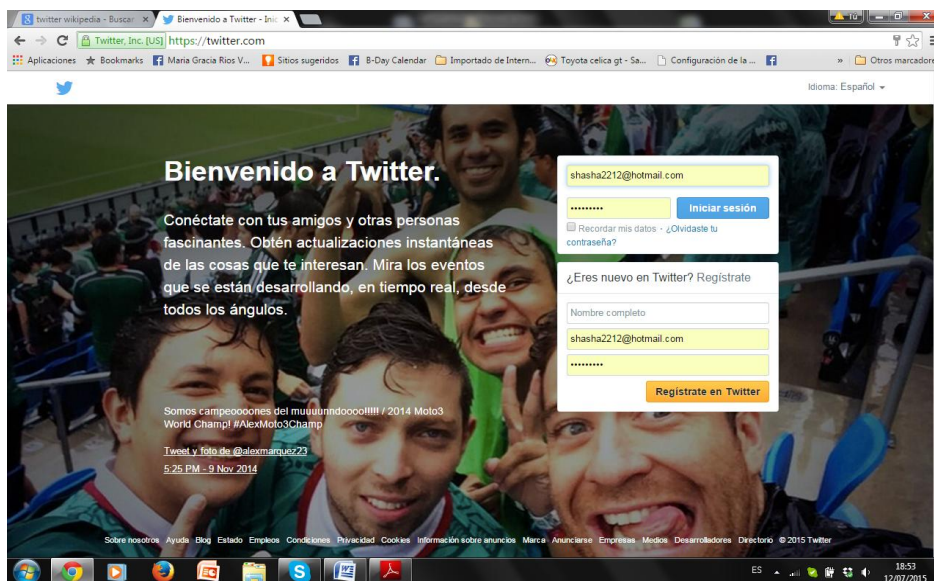 twitter wikipedia - Buscar
Bienvenido a Twitter - Inic
Tú
Twitter, Inc. [US] https://twitter.com
Aplicaciones Bookmarks Maria Gracia Rios V... Sitios sugeridos B-Day Calendar Importado de Intern... Toyota celica gt - Sa... Configuración de la ... » Otros marcadore
Idioma: Español
Bienvenido a Twitter.
Conéctate con tus amigos y otras personas
fascinantes. Obtén actualizaciones instantáneas
de las cosas que te interesan. Mira los eventos
que se están desarrollando, en tiempo real, desde
todos los ángulos.
Somos campeoooones del muuuunndoooo!!!!! / 2014 Moto3
World Champ! #AlexMoto3Champ
Tweet y foto de @alexmarquez23
5:25 PM - 9 Nov 2014
shasha2212@hotmail.com
•••••••••
Iniciar sesión
Recordar mis datos - ¿Olvidaste tu
contraseña?
¿Eres nuevo en Twitter? Regístrate
Nombre completo
shasha2212@hotmail.com
•••••••••
Regístrate en Twitter
Sobre nosotros Ayuda Blog Estado Empleos Condiciones Privacidad Cookies Información sobre anuncios Marca Anunciarse Empresas Medios Desarrolladores Directorio © 2015 Twitter
ES
18:53
12/07/2015